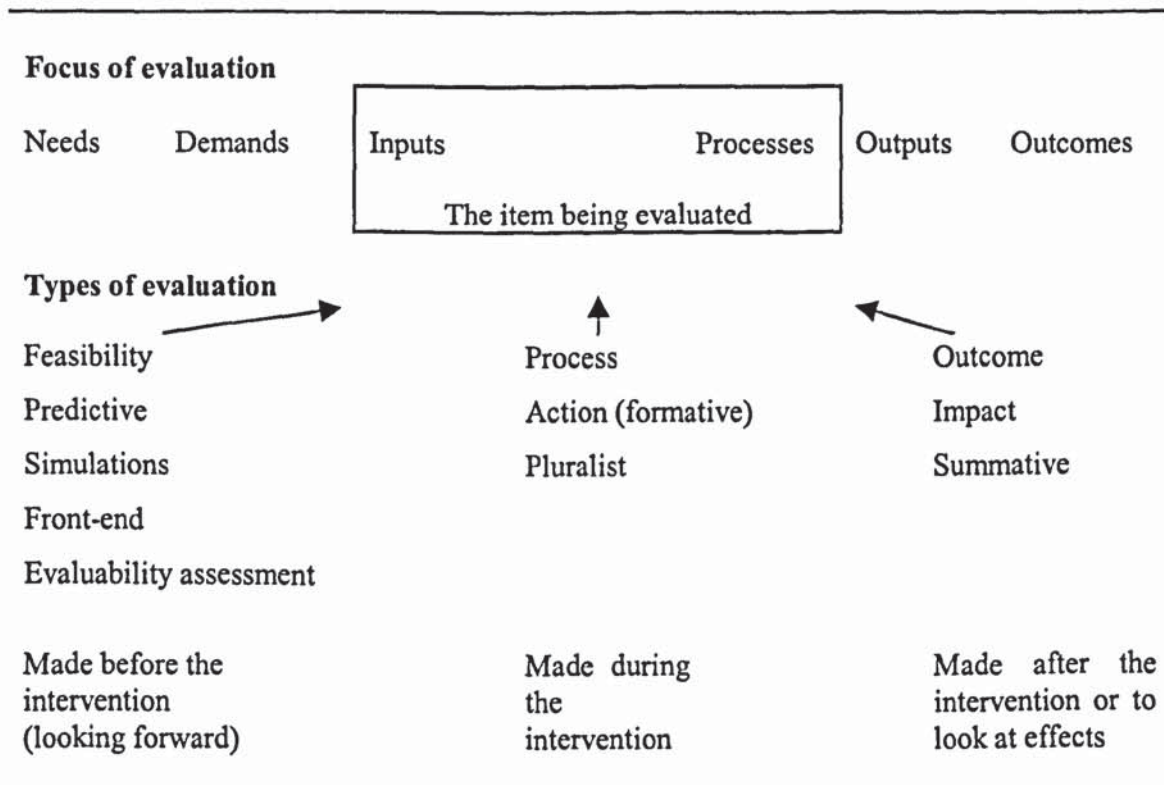 Focus of evaluation
Needs Demands Inputs Processes Outputs Outcomes
The item being evaluated
Types of evaluation
Feasibility Process Outcome
Predictive Action (formative) Impact
Simulations Pluralist Summative
Front-end
Evaluability assessment
Made before the Made during Made after the
intervention the intervention or to
(looking forward) intervention look at effects